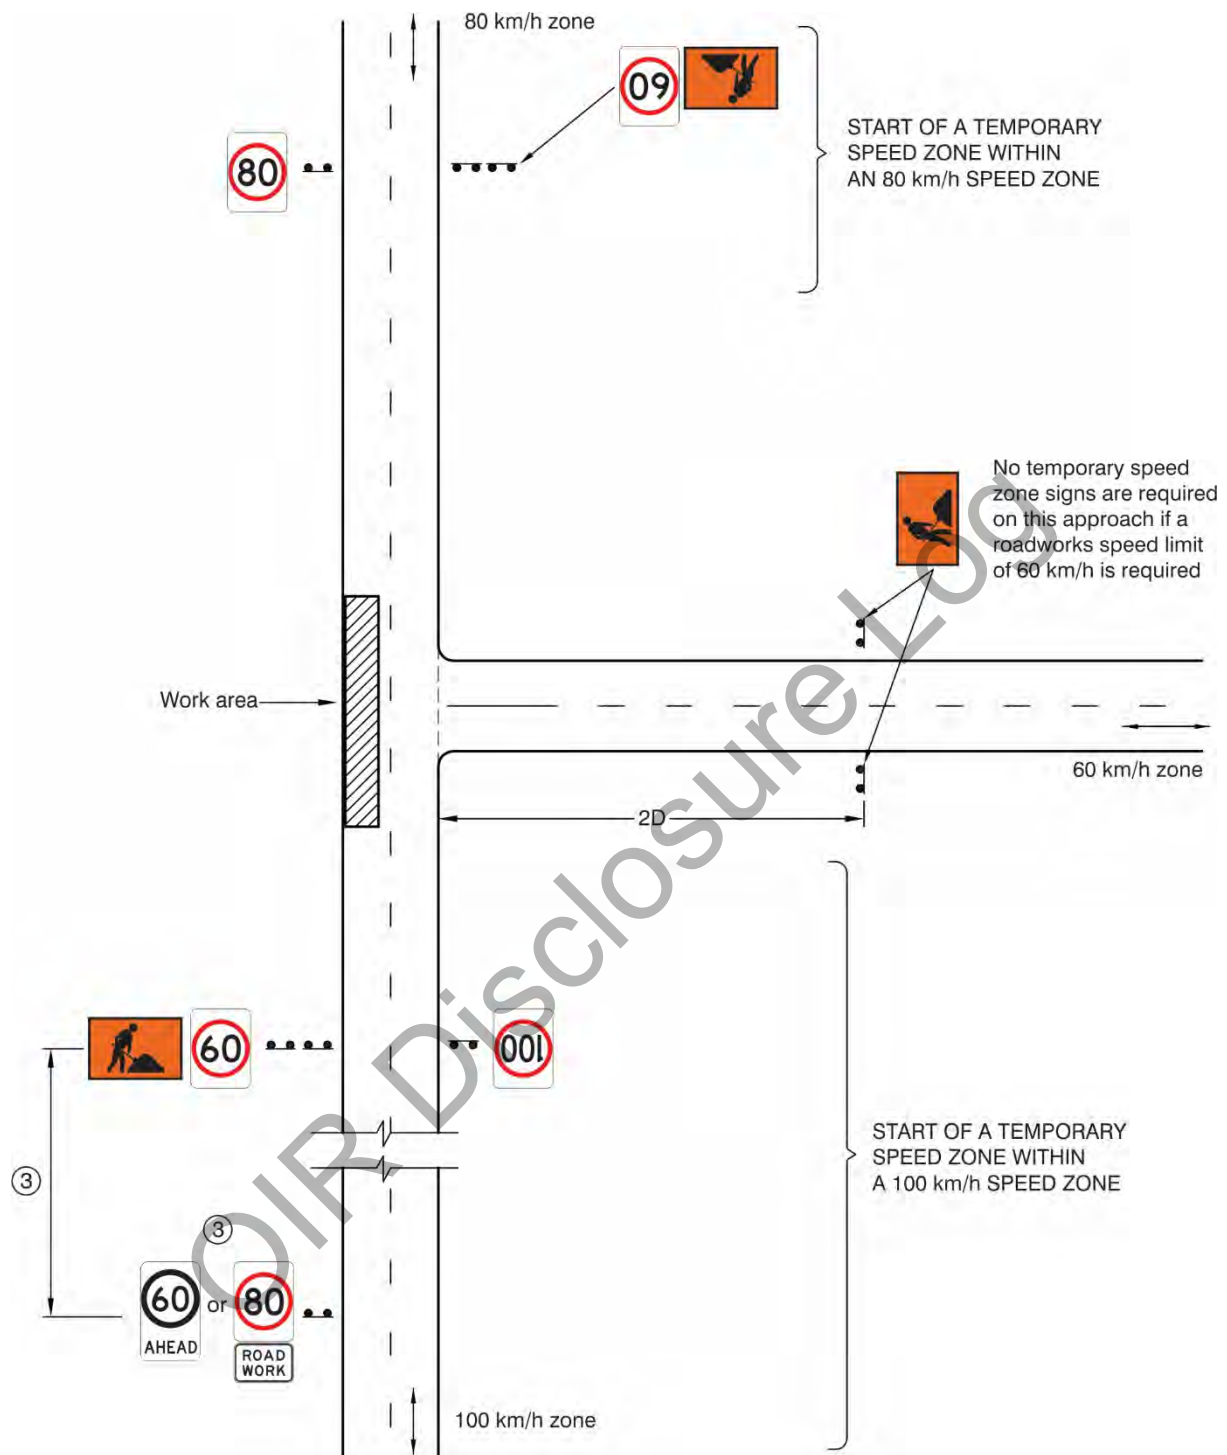 80 km/h zone
60
START OF A TEMPORARY
SPEED ZONE WITHIN
AN 80 km/h SPEED ZONE
80
No temporary speed
zone signs are required
on this approach if a
roadworks speed limit
of 60 km/h is required
Work area
60 km/h zone
2D
60
100
START OF A TEMPORARY
SPEED ZONE WITHIN
A 100 km/h SPEED ZONE
3
3
60
AHEAD
or
80
ROAD
WORK
100 km/h zone
OIR Disclosure Log